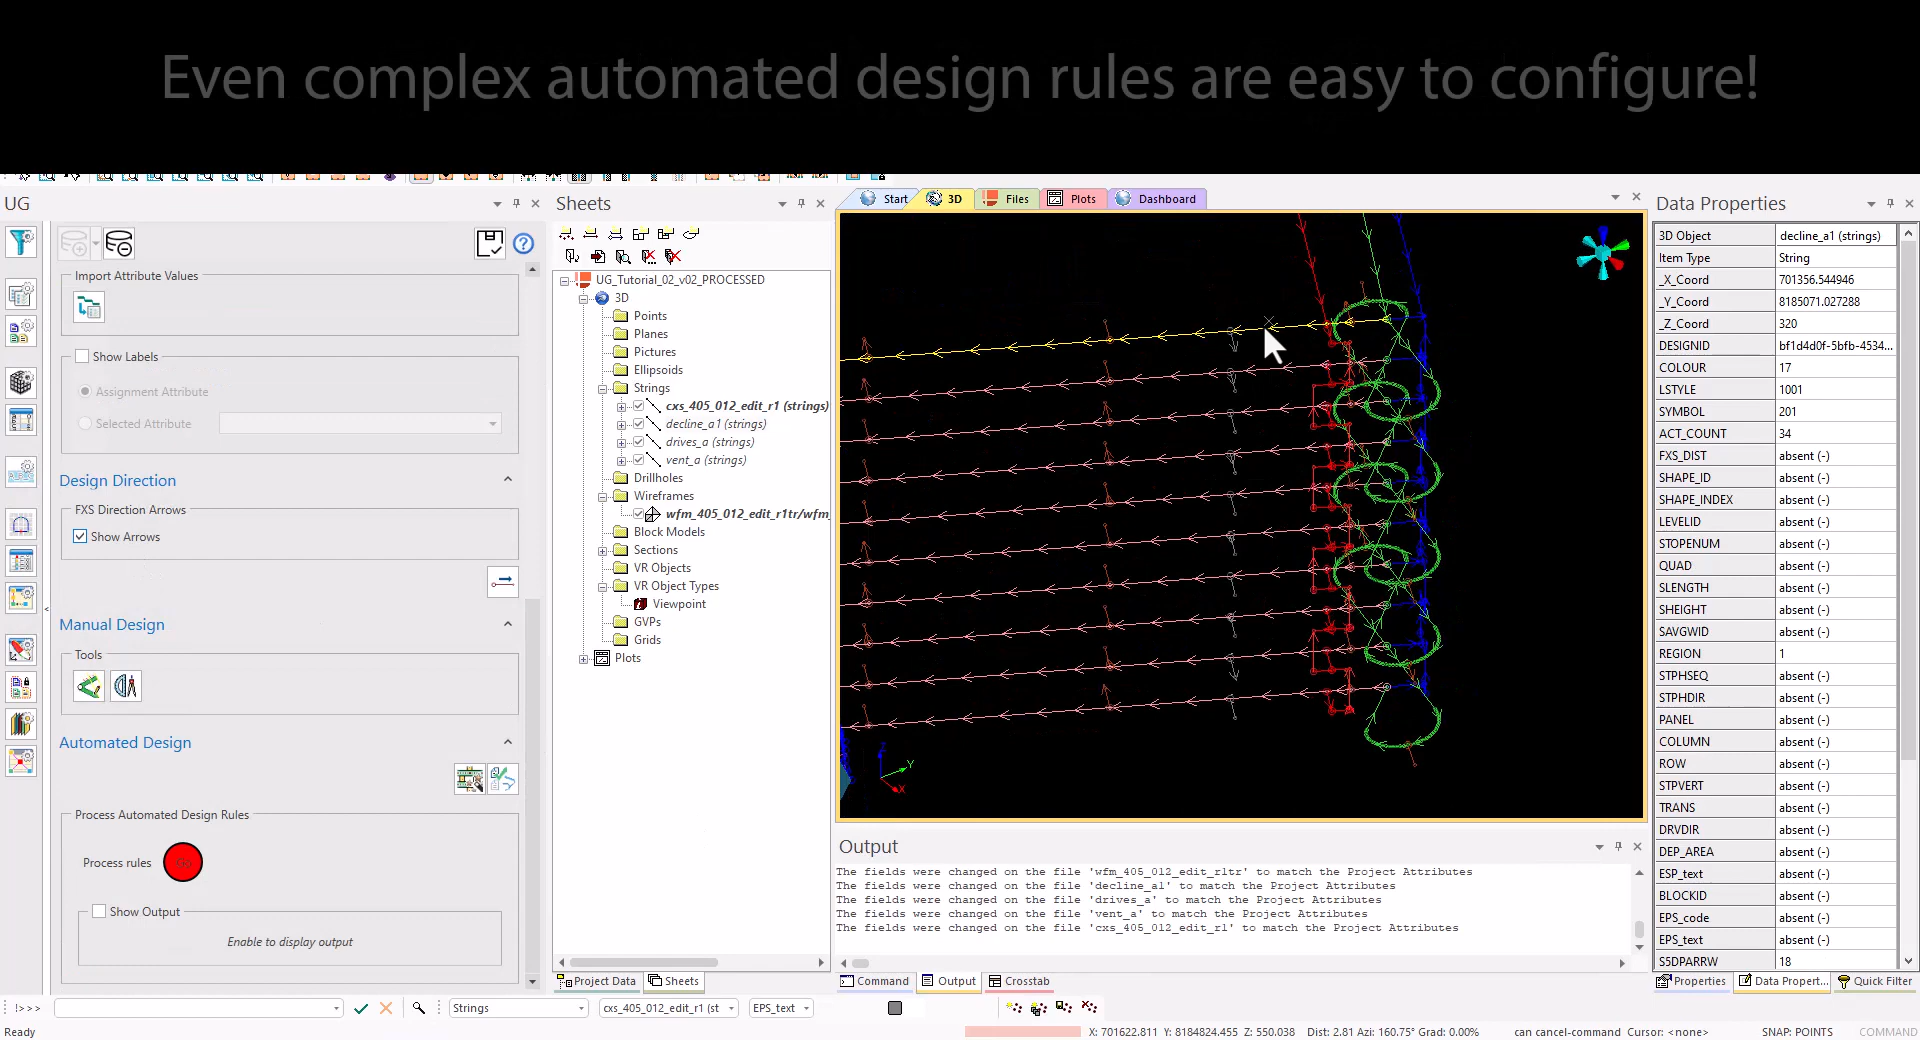 Even complex automated design rules are easy to configure!
UG
Sheets
Start
3D
Files
Plots
Dashboard
Data Properties
Import Attribute Values
Show Labels
Assignment Attribute
Selected Attribute
Design Direction
FXS Direction Arrows
Show Arrows
Manual Design
Tools
Automated Design
Process Automated Design Rules
Process rules
Go
Show Output
Enable to display output
UG_Tutorial_02_v02_PROCESSED
3D
Points
Planes
Pictures
Ellipsoids
Strings
cxs_405_012_edit_r1 (strings)
decline_a1 (strings)
drives_a (strings)
vent_a (strings)
Drillholes
Wireframes
wfm_405_012_edit_r1tr/wfm_
Block Models
Sections
VR Objects
VR Object Types
Viewpoint
GVPs
Grids
Plots
Project Data
Sheets
Y
X
Output
The fields were changed on the file 'wfm_405_012_edit_r1tr' to match the Project Attributes
The fields were changed on the file 'decline_a1' to match the Project Attributes
The fields were changed on the file 'drives_a' to match the Project Attributes
The fields were changed on the file 'vent_a' to match the Project Attributes
The fields were changed on the file 'cxs_405_012_edit_r1' to match the Project Attributes
Command
Output
Crosstab
3D Object decline_a1 (strings)
Item Type String
_X_Coord 701356.544946
_Y_Coord 8185071.027288
_Z_Coord 320
DESIGNID bf1d4d0f-5bfb-4534...
COLOUR 17
LSTYLE 1001
SYMBOL 201
ACT_COUNT 34
FXS_DIST absent (-)
SHAPE_ID absent (-)
SHAPE_INDEX absent (-)
LEVELID absent (-)
STOPENUM absent (-)
QUAD absent (-)
SLENGTH absent (-)
SHEIGHT absent (-)
SAVGWID absent (-)
REGION 1
STPHSEQ absent (-)
STPHDIR absent (-)
PANEL absent (-)
COLUMN absent (-)
ROW absent (-)
STPVERT absent (-)
TRANS absent (-)
DRVDIR absent (-)
DEP_AREA absent (-)
ESP_text absent (-)
BLOCKID absent (-)
EPS_code absent (-)
EPS_text absent (-)
S5DPARRW 18
Properties
Data Propert...
Quick Filter
!>>>
Strings
cxs_405_012_edit_r1 (st
EPS_text
Ready
X: 701622.811 Y: 8184824.455 Z: 550.038 Dist: 2.81 Azi: 160.75° Grad: 0.00%
can cancel-command Cursor: <none>
SNAP: POINTS
COMMAND